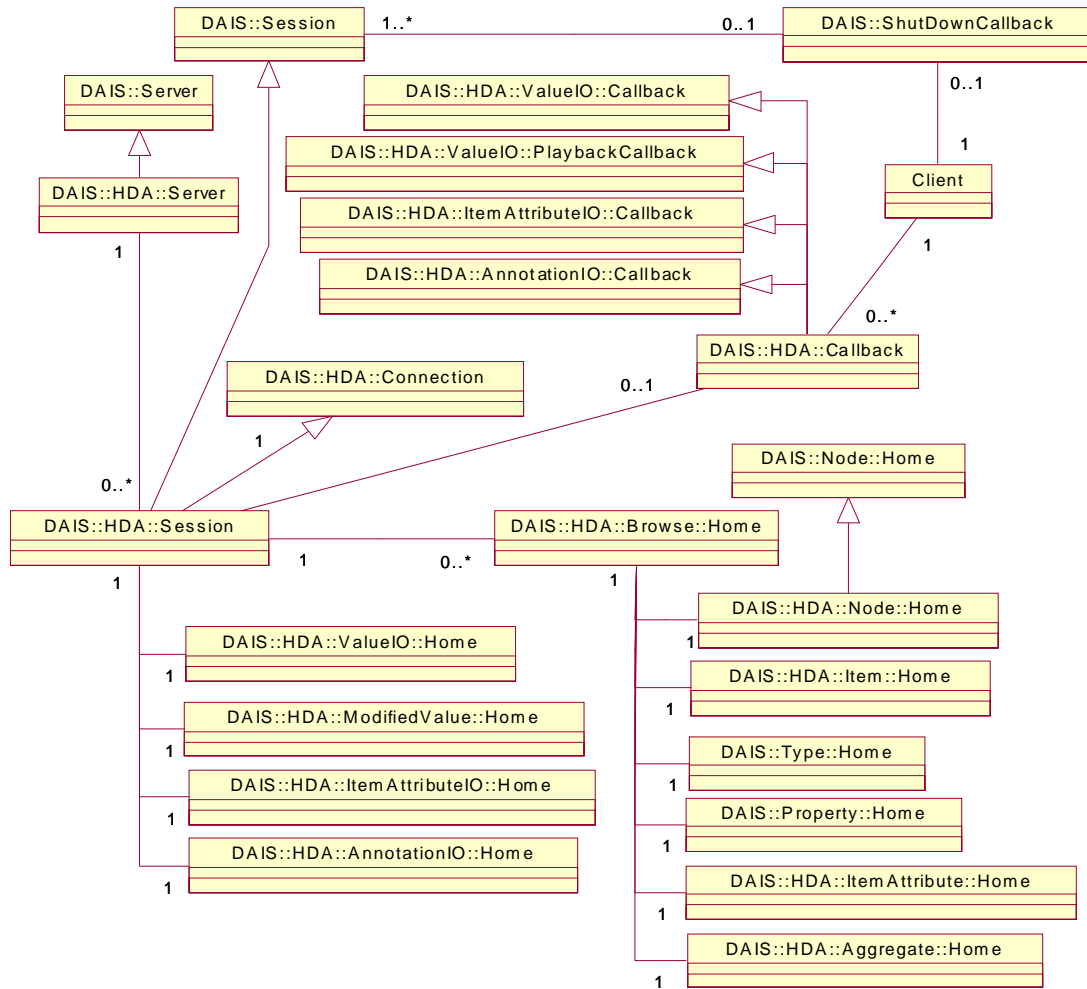 DAIS::Session
1..*
0..1
DAIS::ShutDownCallback
DAIS::Server
DAIS::HDA::ValueIO::Callback
0..1
DAIS::HDA::ValueIO::PlaybackCallback
1
DAIS::HDA::Server
Client
DAIS::HDA::ItemAttributeIO::Callback
1
1
DAIS::HDA::AnnotationIO::Callback
0..*
DAIS::HDA::Callback
DAIS::HDA::Connection
0..1
1
DAIS::Node::Home
0..*
DAIS::HDA::Session
DAIS::HDA::Browse::Home
1
1
0..*
1
DAIS::HDA::Node::Home
DAIS::HDA::ValueIO::Home
1
1
DAIS::HDA::Item::Home
1
DAIS::HDA::ModifiedValue::Home
1
DAIS::Type::Home
1
DAIS::HDA::ItemAttributeIO::Home
1
DAIS::Property::Home
1
DAIS::HDA::AnnotationIO::Home
1
DAIS::HDA::ItemAttribute::Home
1
DAIS::HDA::Aggregate::Home
1